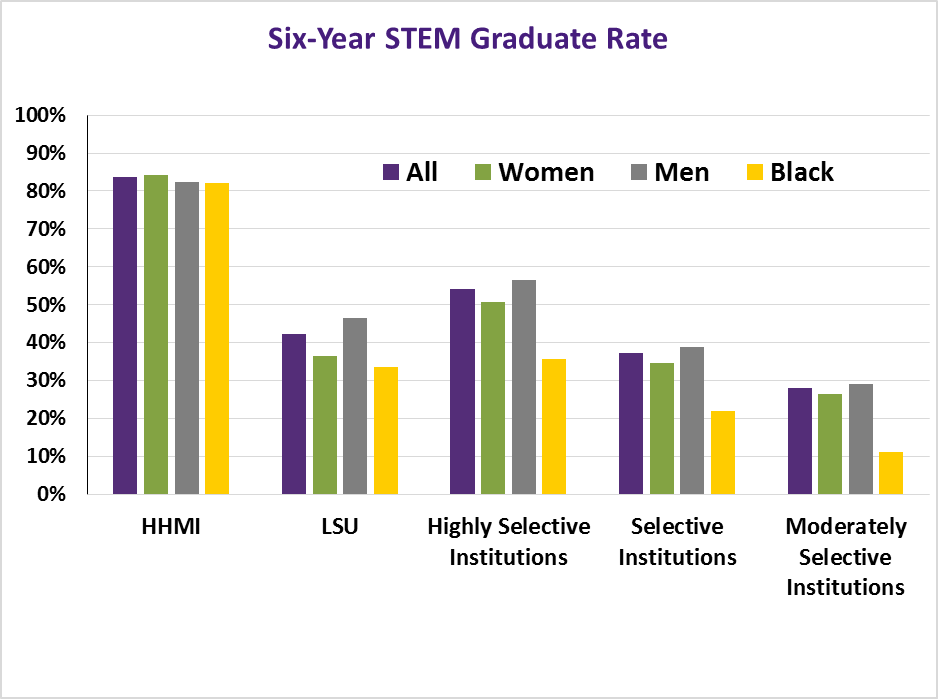 Six-Year STEM Graduate Rate
100%
90%
80%
70%
60%
50%
40%
30%
20%
10%
0%
All Women Men Black
HHMI LSU Highly Selective Selective Moderately
Institutions Institutions Selective
Institutions